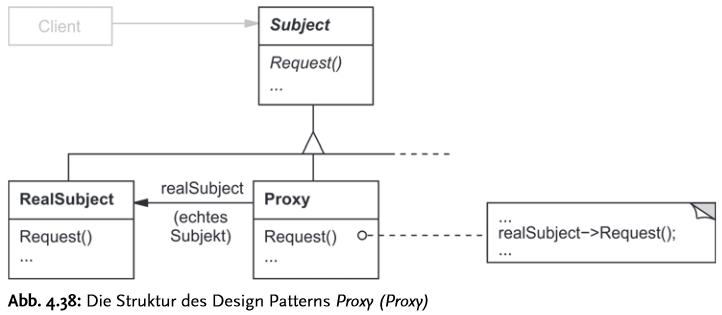 Client
Subject
Request()
...
RealSubject
Request()
...
realSubject
(echtes
Subjekt)
Proxy
Request()
...
...
realSubject−>Request();
...
Abb. 4.38: Die Struktur des Design Patterns Proxy (Proxy)